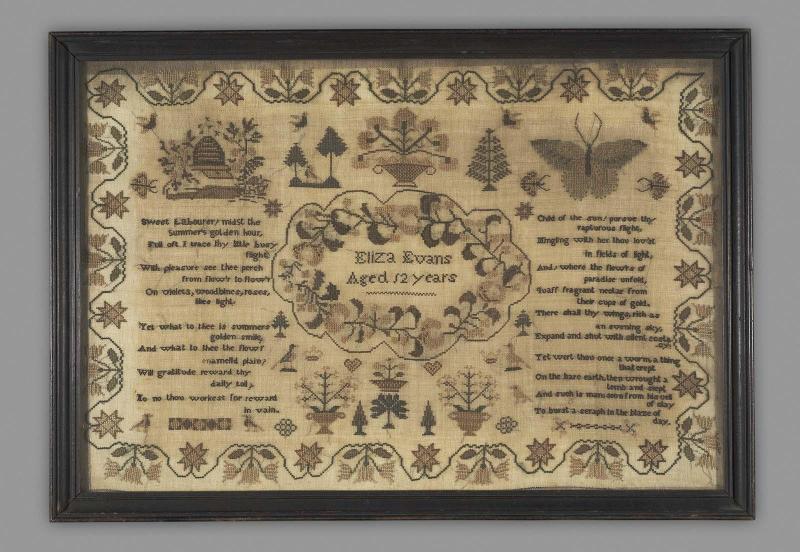 Sweet Labourer, midst the
summer's golden hour,
Full oft I trace thy little busy
flight,
With pleasure see thee perch
from flow'r to flow'r
On violets, woodbines, roses,
lilies light.
Yet what to thee is summers
golden smile,
And what to thee the flow'r
enamelld plain?
Will gratitude reward thy
daily toil,
Ah no thou workest for reward
in vain.
Eliza Evans
Aged 12 years
Child of the sun, pursue thy
rapturous flight,
Mingling with her thou lov'st
in fields of light,
And, where the flow'rs of
paradise unfold,
Quaff fragrant nectar from
their cups of gold.
There shall thy wings, rich as
an evening sky,
Expand and shut with silent ecsta
cy.
Yet wert thou once a worm, a thing
that crept
On the bare earth, then wrought a
tomb and slept
And such is man; soon from his cell
of clay
To burst a seraph in the blaze of
day.